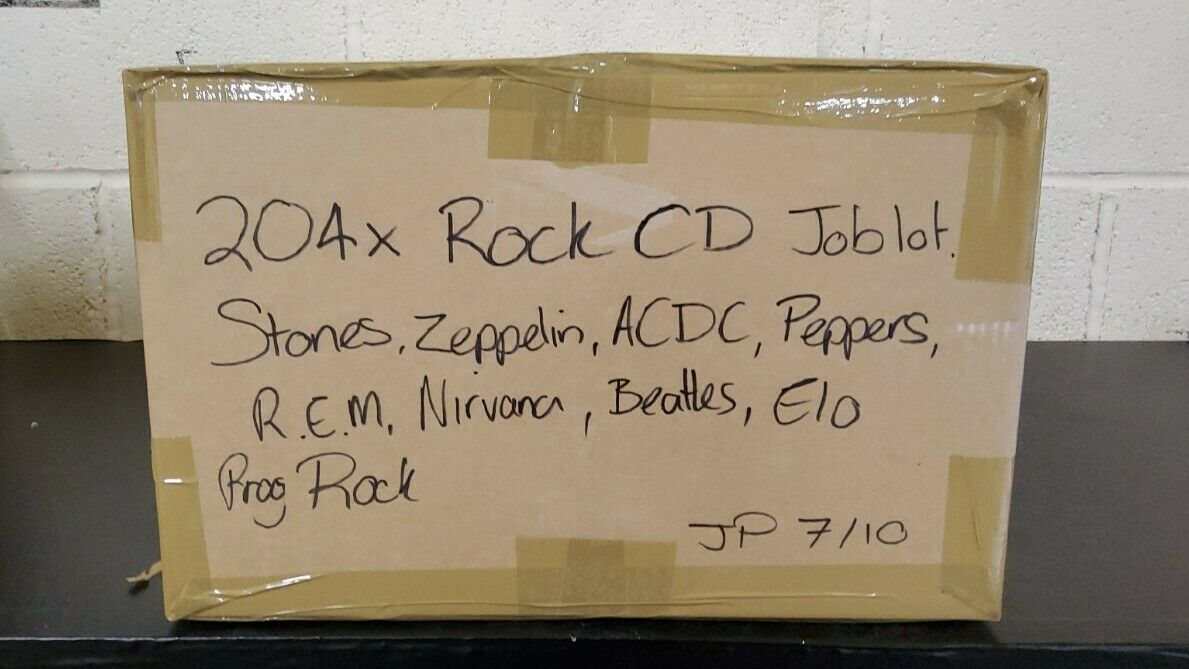 204x Rock CD Joblot.
Stones, Zeppelin, ACDC, Peppers,
R.E.M, Nirvana, Beatles, Elo
Prog Rock
JP 7/10